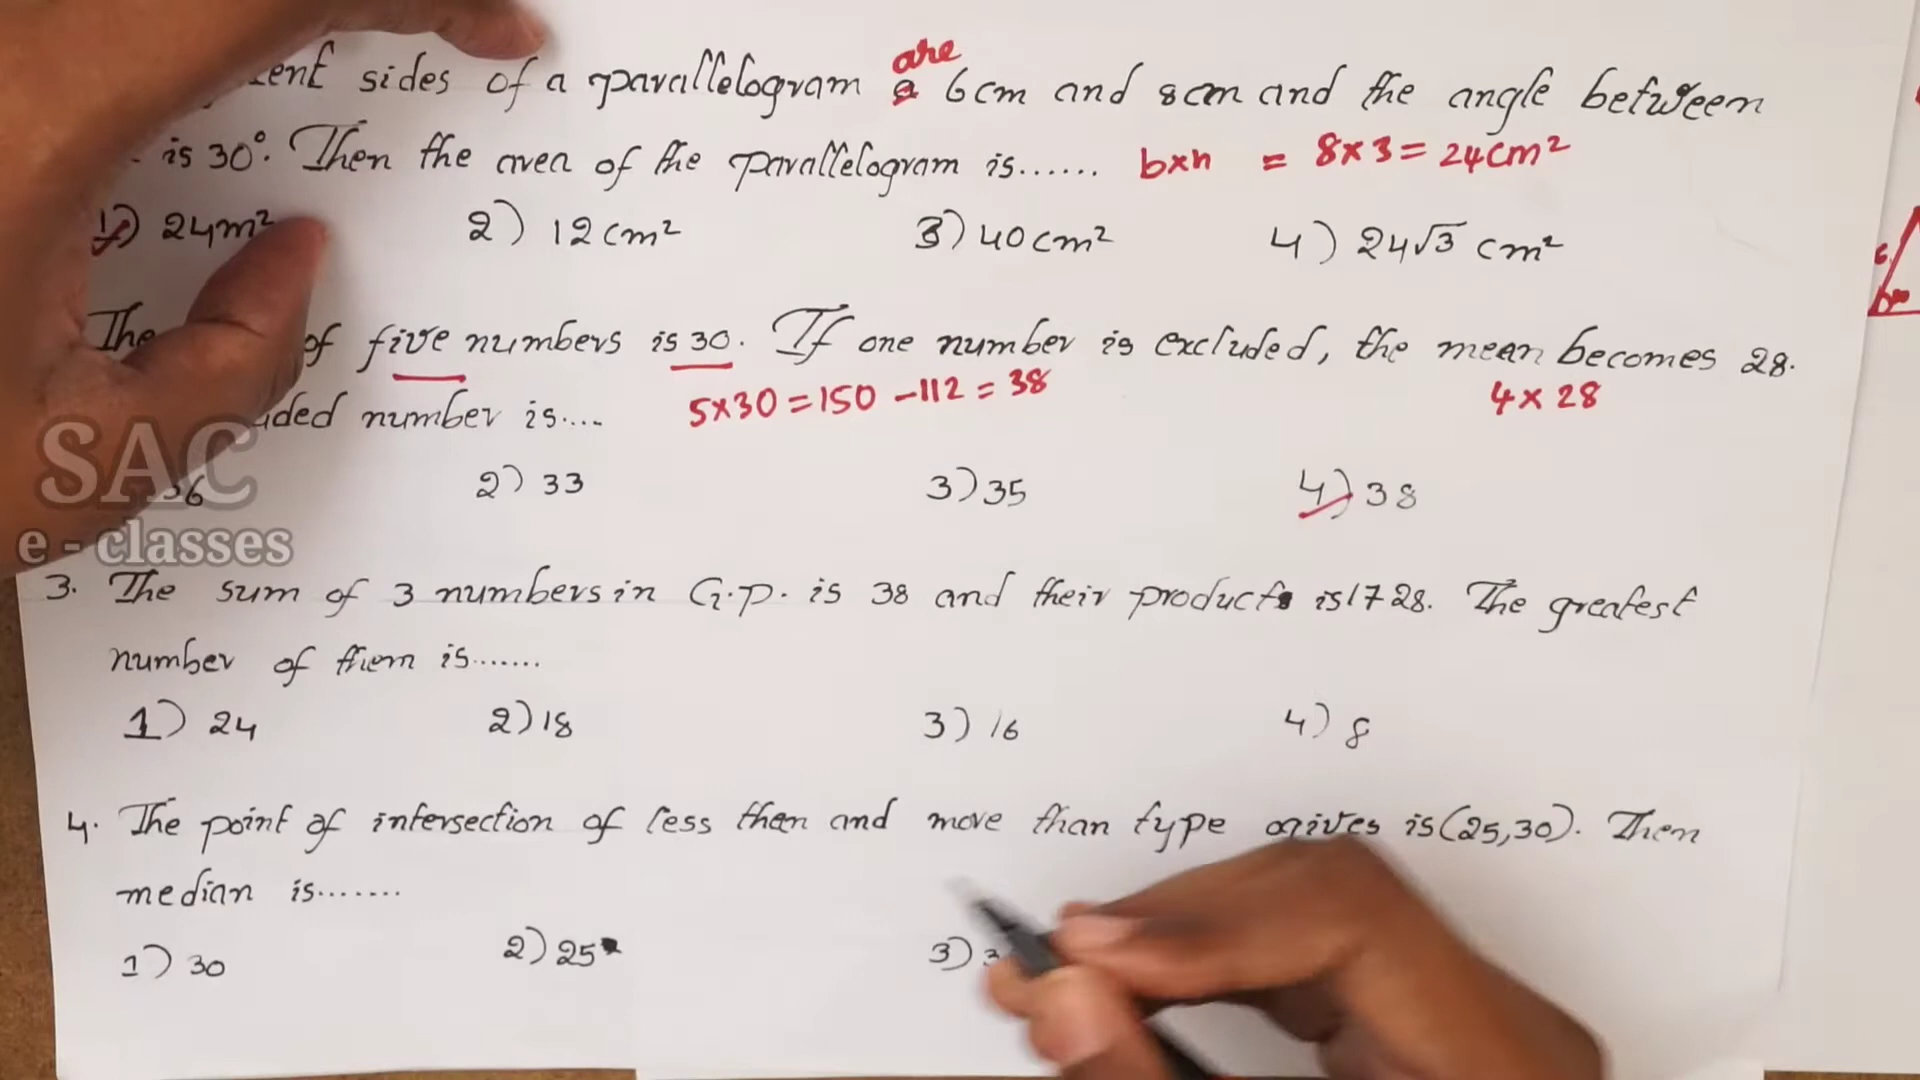 sides of a parallelogram are 6cm and 8cm and the angle between
is 30°. Then the area of the parallelogram is...... b×h = 8×3=24cm²
1) 24m² 2) 12cm² 3) 40cm² 4) 24√3 cm²
The of five numbers is 30. If one number is excluded, the mean becomes 28.
5×30=150-112=38 4×28
number is....
2) 33 3) 35 4) 38
SAC
e - classes
3. The sum of 3 numbers in G.P. is 38 and their product is 1728. The greatest
number of them is.......
1) 24 2) 18 3) 16 4) 8
4. The point of intersection of less then and more than type ogives is (25,30). Then
median is.......
1) 30 2) 25 3)